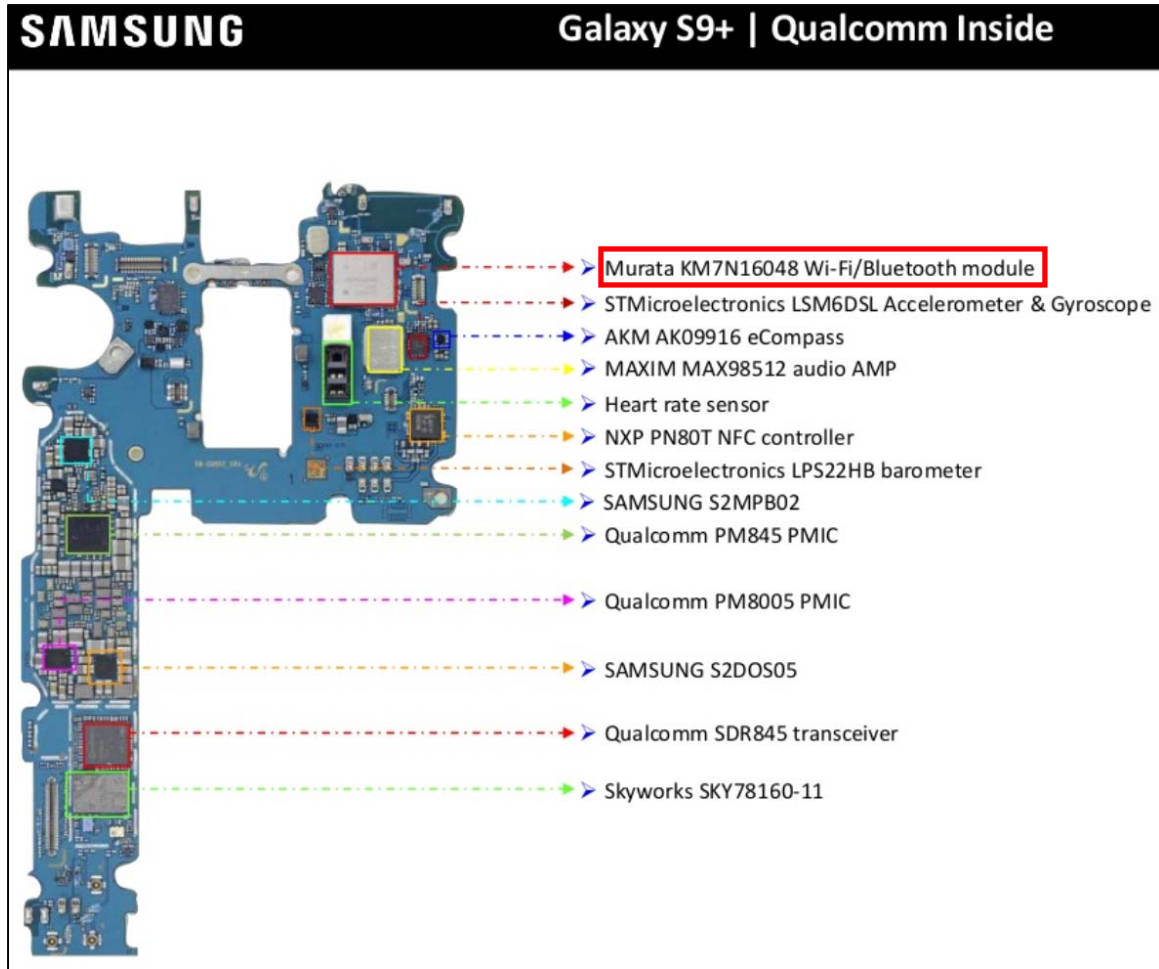 SAMSUNG
Galaxy S9+ | Qualcomm Inside
Murata KM7N16048 Wi-Fi/Bluetooth module
STMicroelectronics LSM6DSL Accelerometer & Gyroscope
AKM AK09916 eCompass
MAXIM MAX98512 audio AMP
Heart rate sensor
NXP PN80T NFC controller
STMicroelectronics LPS22HB barometer
SAMSUNG S2MPB02
Qualcomm PM845 PMIC
Qualcomm PM8005 PMIC
SAMSUNG S2DOS05
Qualcomm SDR845 transceiver
Skyworks SKY78160-11